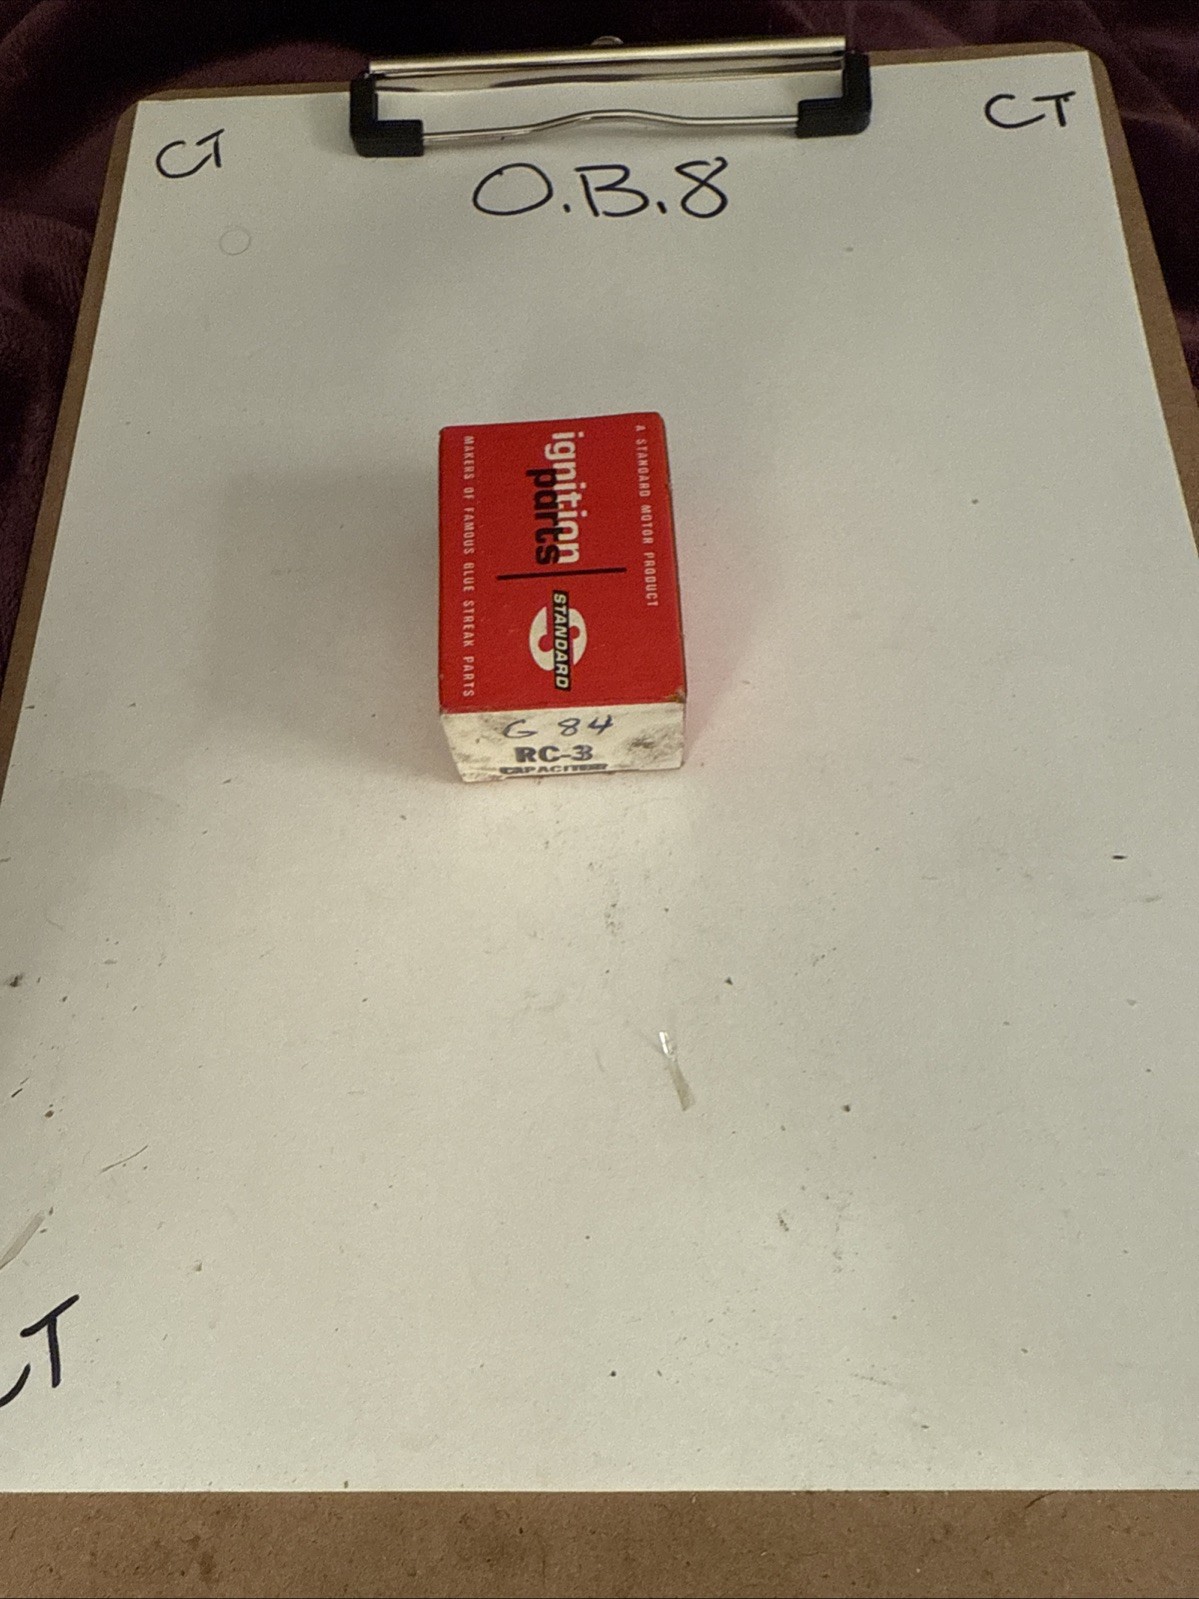 CT
CT
O.B.8
A STANDARD MOTOR PRODUCT
ignition
parts
STANDARD
MAKERS OF FAMOUS BLUE STREAK PARTS
G 84
RC-3
CAPACITOR
CT